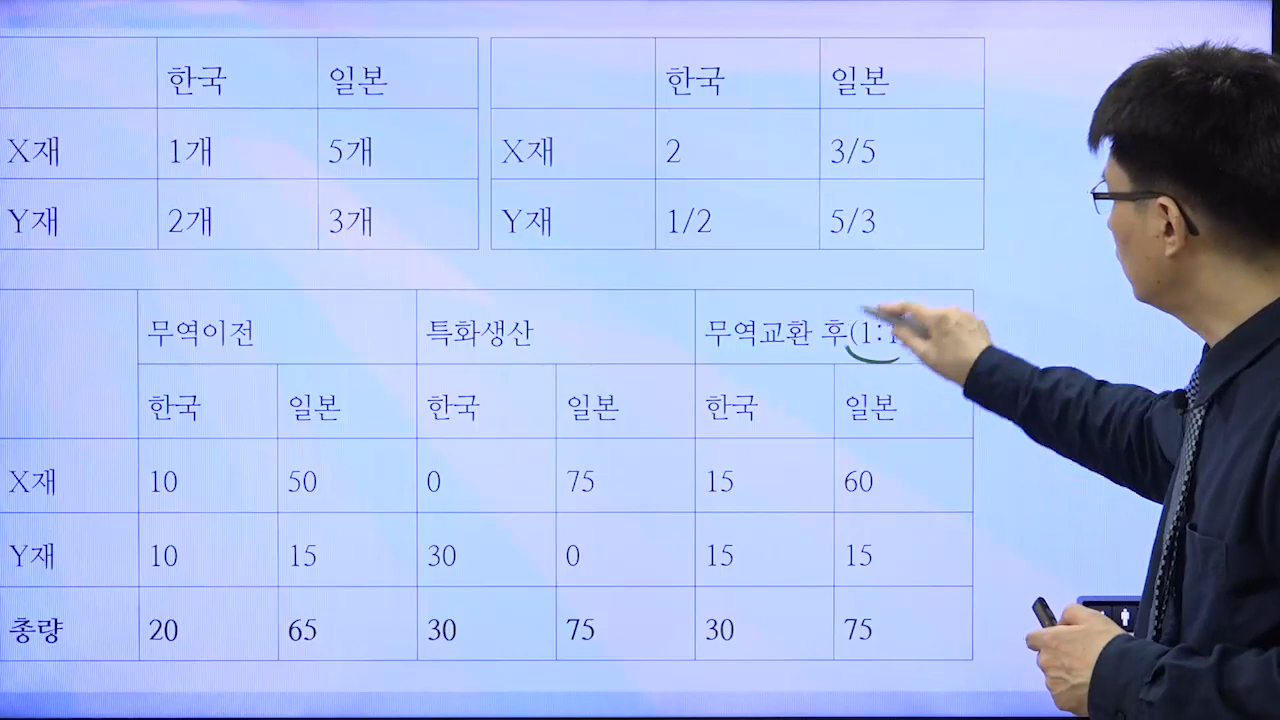 한국 일본
X재 1개 5개
Y재 2개 3개
한국 일본
X재 2 3/5
Y재 1/2 5/3
무역이전 특화생산 무역교환 후(1:1
한국 일본 한국 일본 한국 일본
X재 10 50 0 75 15 60
Y재 10 15 30 0 15 15
총량 20 65 30 75 30 75